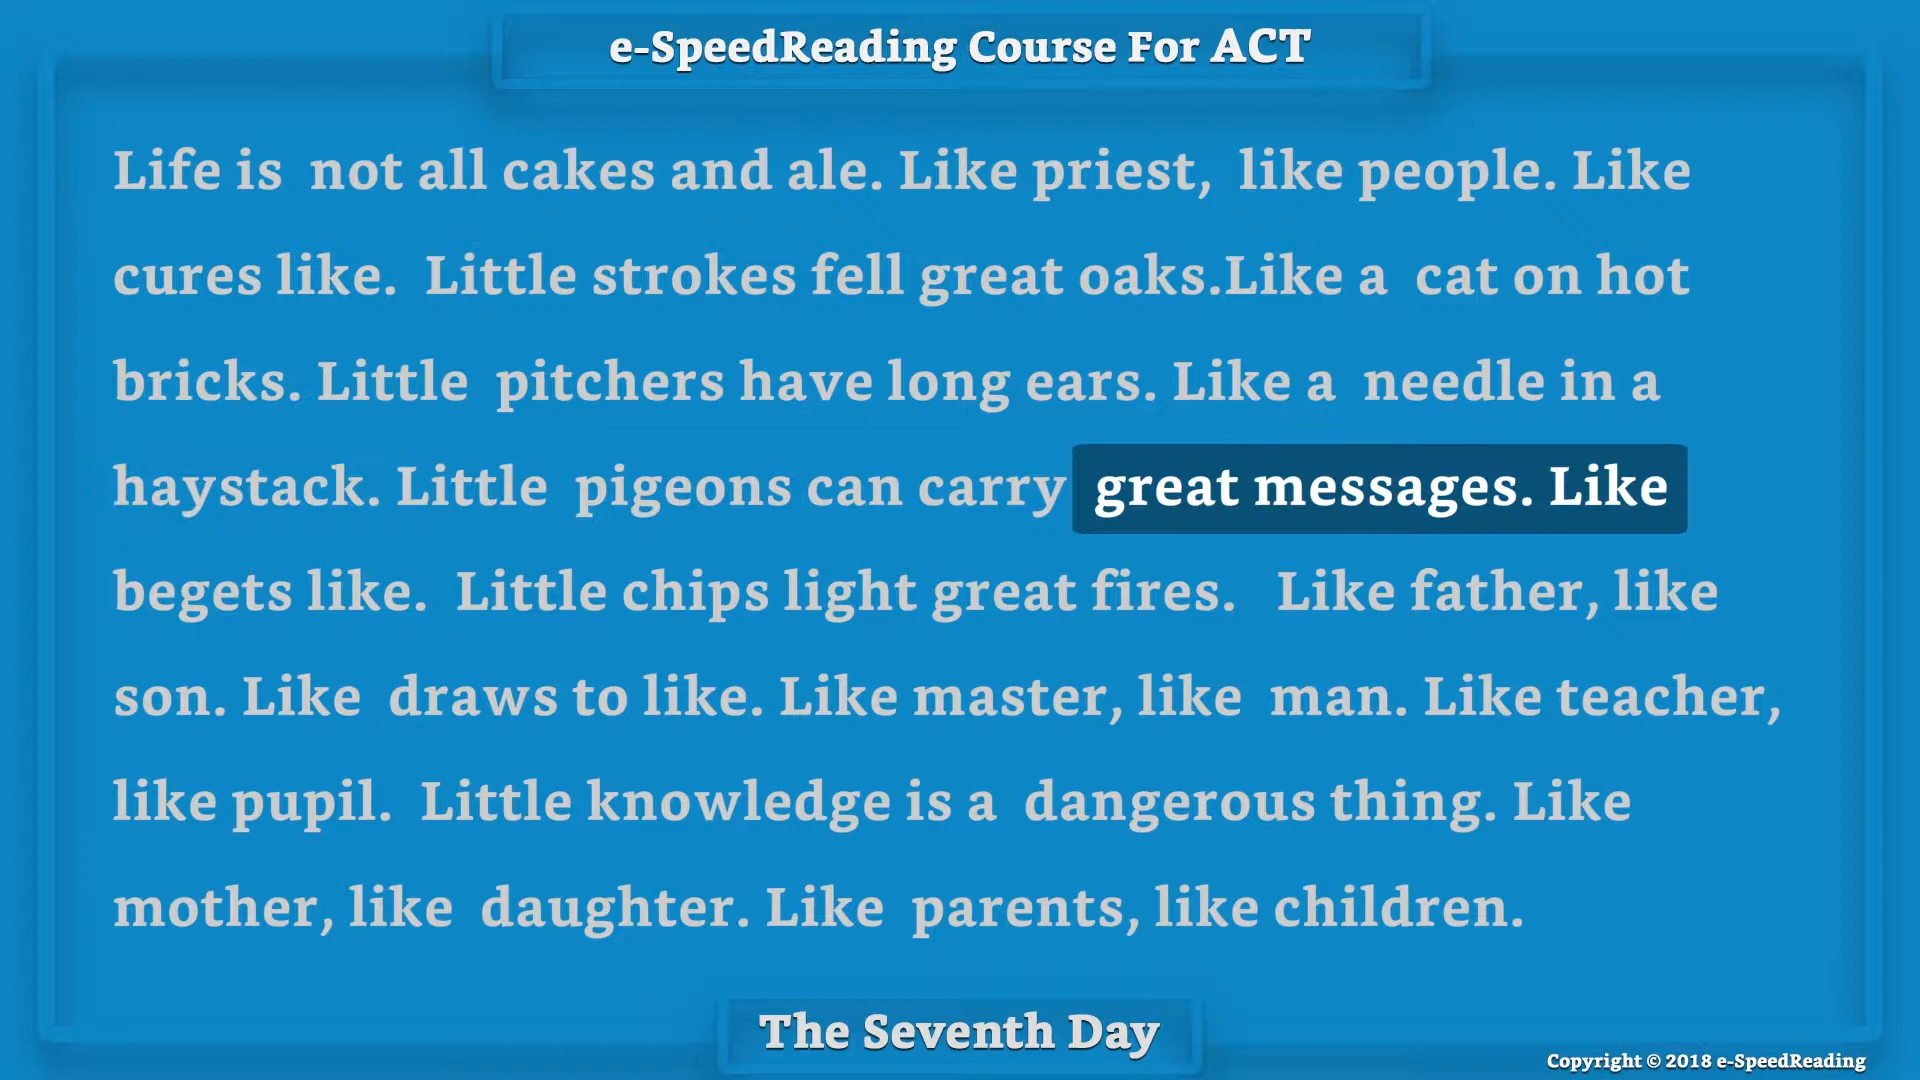 e-SpeedReading Course For ACT
Life is not all cakes and ale. Like priest, like people. Like
cures like. Little strokes fell great oaks.Like a cat on hot
bricks. Little pitchers have long ears. Like a needle in a
haystack. Little pigeons can carry great messages. Like
begets like. Little chips light great fires. Like father, like
son. Like draws to like. Like master, like man. Like teacher,
like pupil. Little knowledge is a dangerous thing. Like
mother, like daughter. Like parents, like children.
The Seventh Day
Copyright © 2018 e-SpeedReading